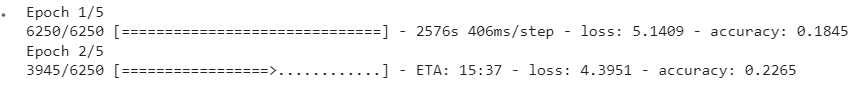 Epoch 1/5
6250/6250 [==============================] - 2576s 406ms/step - loss: 5.1409 - accuracy: 0.1845
Epoch 2/5
3945/6250 [=================>............] - ETA: 15:37 - loss: 4.3951 - accuracy: 0.2265